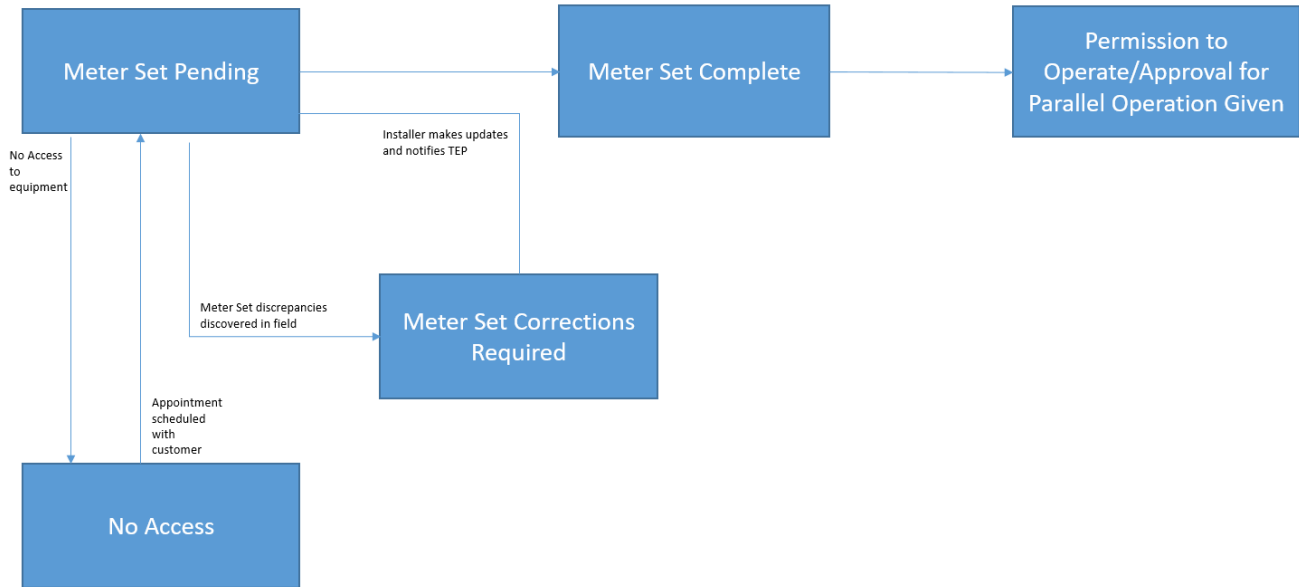 Meter Set Pending
Meter Set Complete
Permission to
Operate/Approval for
Parallel Operation Given
Installer makes updates
and notifies TEP
No Access
to
equipment
Meter Set discrepancies
discovered in field
Meter Set Corrections
Required
Appointment
scheduled
with
customer
No Access